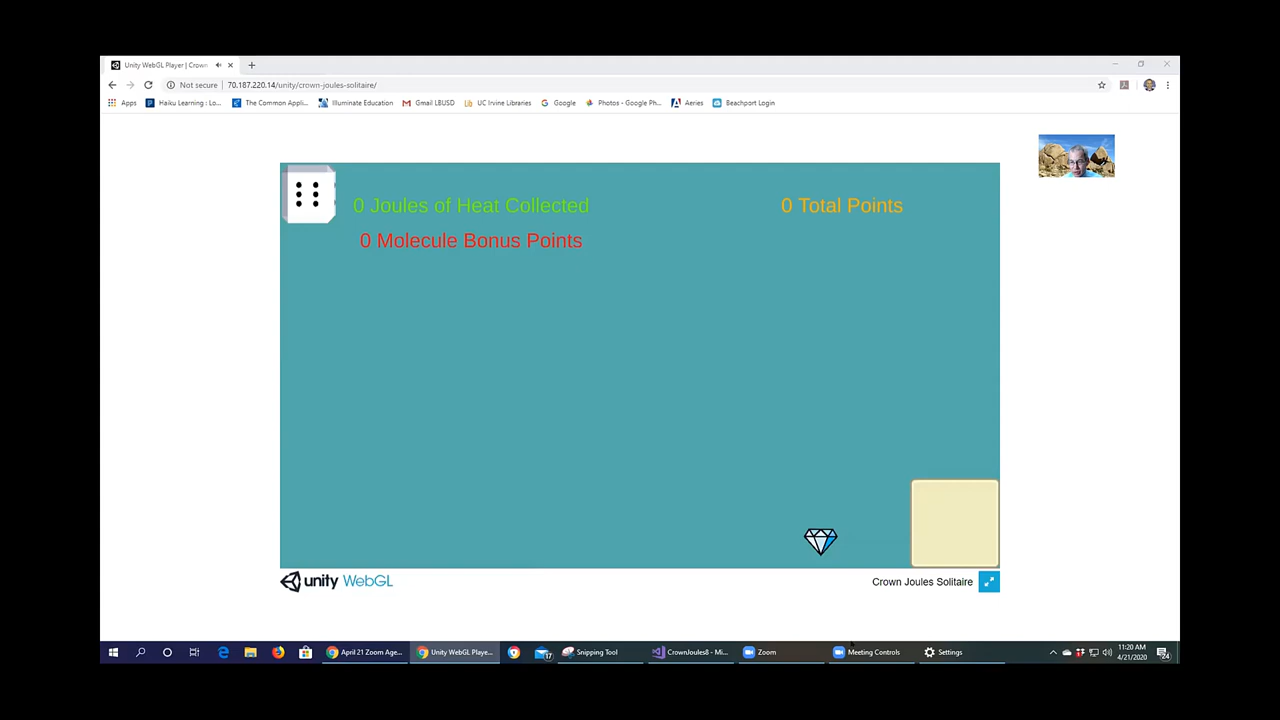 Unity WebGL Player | Crown
Not secure | 70.187.220.14/unity/crown-joules-solitaire/
Apps Haiku Learning : Lo... The Common Appli... Illuminate Education Gmail LBUSD UC Irvine Libraries Google Photos - Google Ph... Aeries Beachport Login
0 Joules of Heat Collected 0 Total Points
0 Molecule Bonus Points
unity WebGL Crown Joules Solitaire
April 21 Zoom Age... Unity WebGL Playe... 17 Snipping Tool CrownJoules8 - Mi... Zoom Meeting Controls Settings 11:20 AM
4/21/2020 24